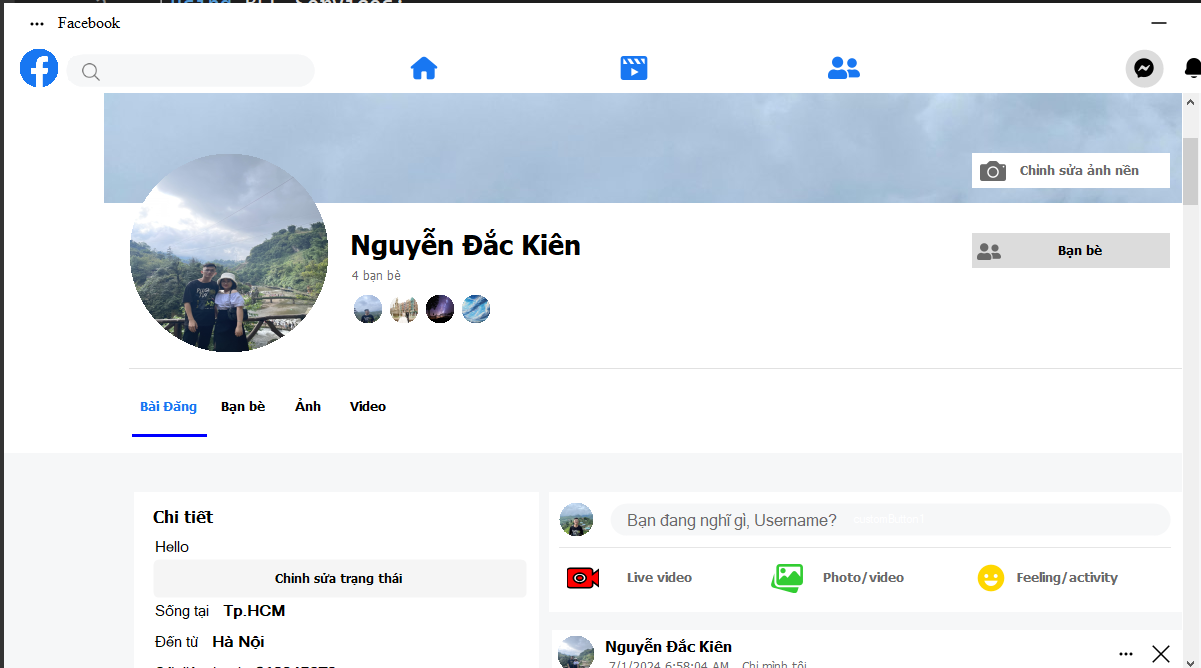 Facebook
Chỉnh sửa ảnh nền
Nguyễn Đắc Kiên
4 bạn bè
Bạn bè
Bài Đăng Bạn bè Ảnh Video
Chi tiết
Hello
Chỉnh sửa trạng thái
Sống tại Tp.HCM
Đến từ Hà Nội
Bạn đang nghĩ gì, Username?
Live video Photo/video Feeling/activity
Nguyễn Đắc Kiên
7/1/2024 6:58:04 AM Chỉ mình tôi